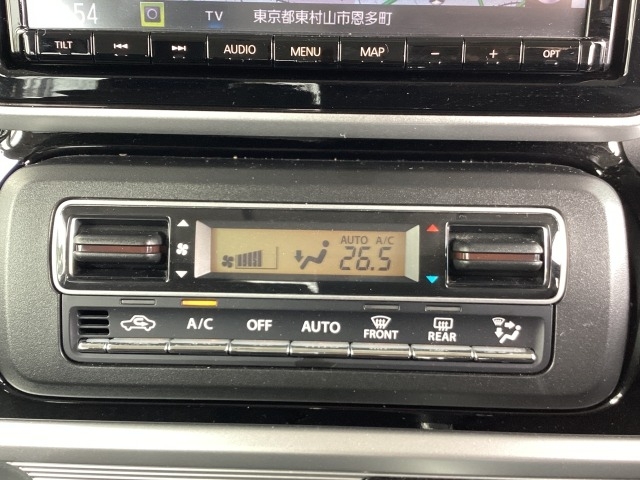 54 TV 東京都東村山市恩多町
TILT AUDIO MENU MAP - + OPT
AUTO A/C
26.5
A/C OFF AUTO FRONT REAR